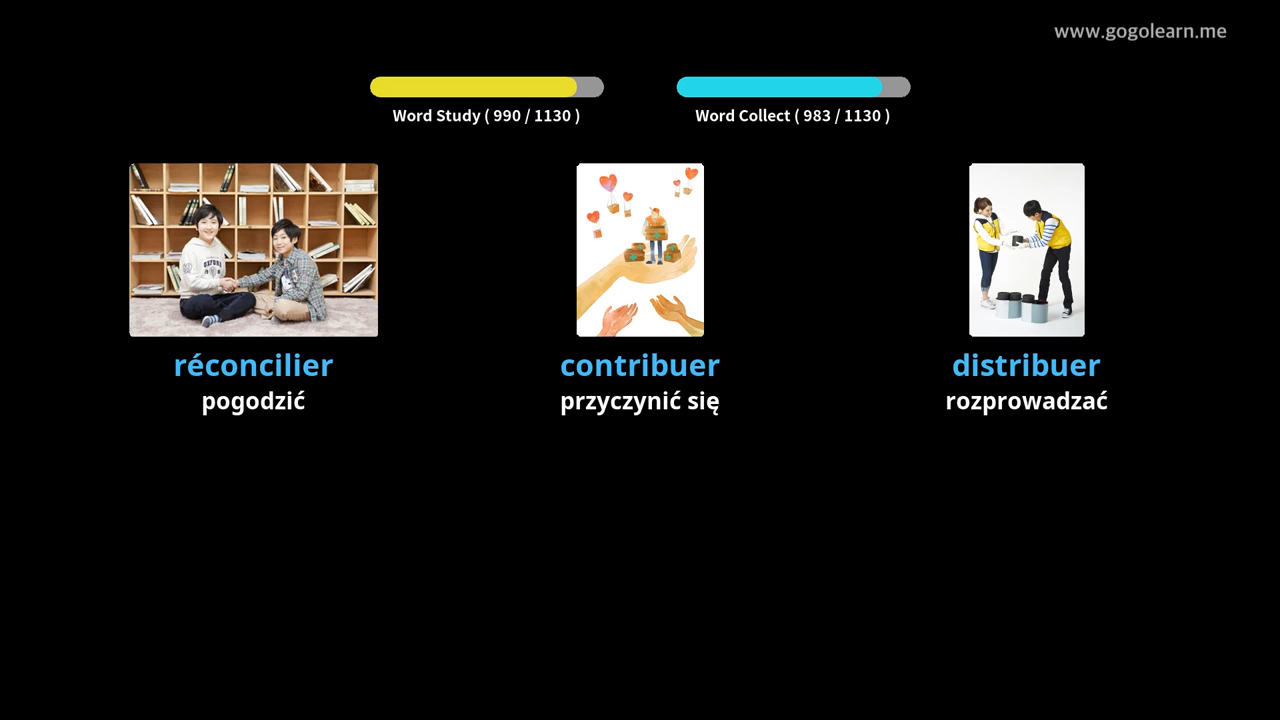 www.gogolearn.me
Word Study ( 990 / 1130 )
Word Collect ( 983 / 1130 )
réconcilier
pogodzić
contribuer
przyczynić się
distribuer
rozprowadzać